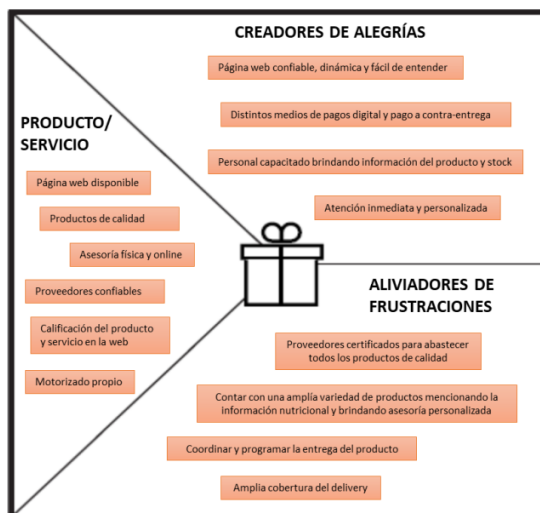 CREADORES DE ALEGRÍAS
Página web confiable, dinámica y fácil de entender
Distintos medios de pagos digital y pago a contra-entrega
Personal capacitado brindando información del producto y stock
Atención inmediata y personalizada
PRODUCTO/
SERVICIO
Página web disponible
Productos de calidad
Asesoría física y online
Proveedores confiables
Calificación del producto
y servicio en la web
Motorizado propio
ALIVIADORES DE
FRUSTRACIONES
Proveedores certificados para abastecer
todos los productos de calidad
Contar con una amplía variedad de productos mencionando la
información nutricional y brindando asesoría personalizada
Coordinar y programar la entrega del producto
Amplia cobertura del delivery